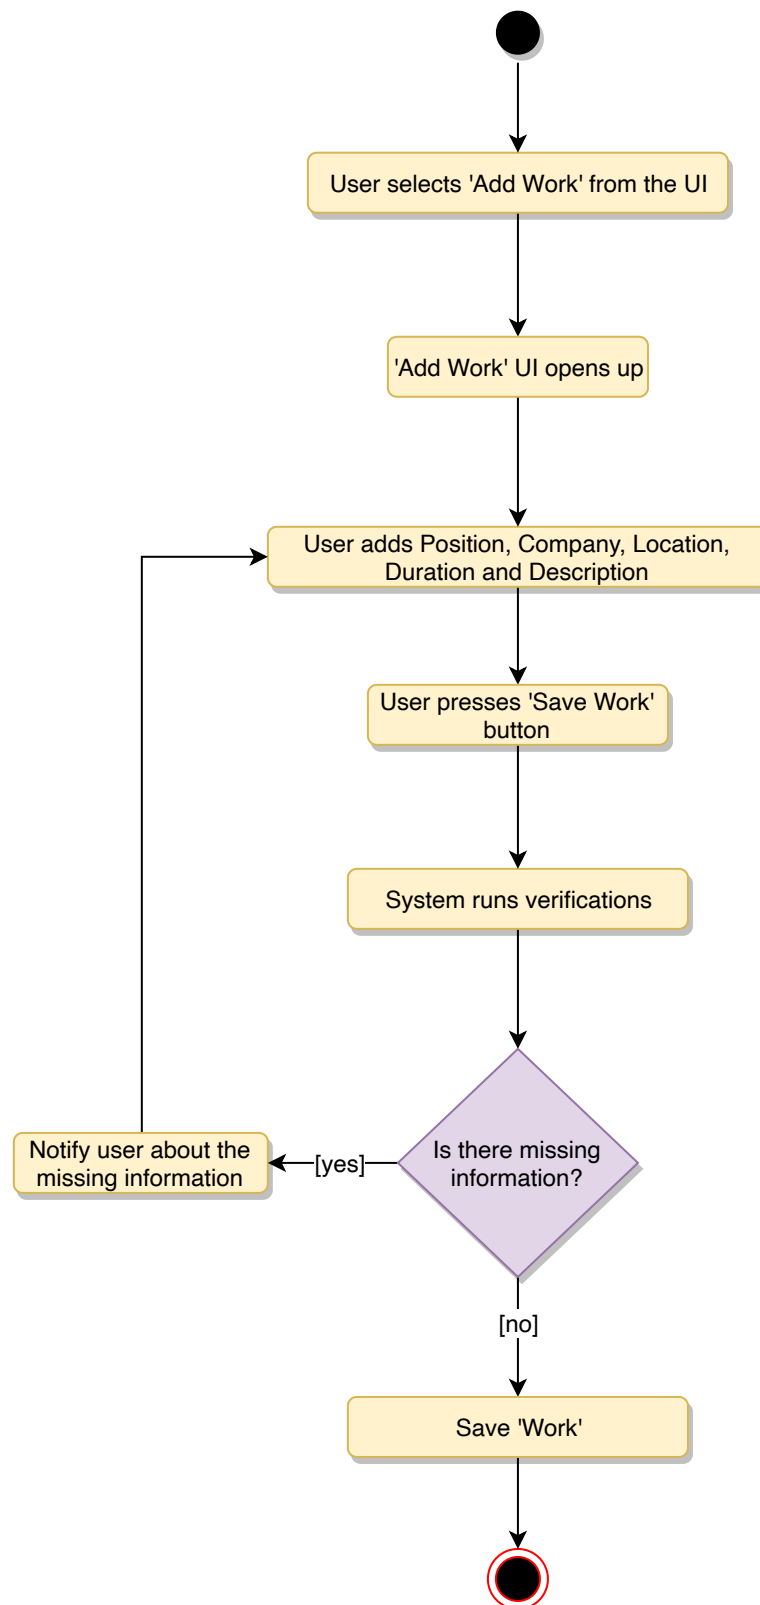 User selects 'Add Work' from the UI
'Add Work' UI opens up
User adds Position, Company, Location,
Duration and Description
User presses 'Save Work'
button
System runs verifications
Is there missing
information?
[yes]
Notify user about the
missing information
[no]
Save 'Work'